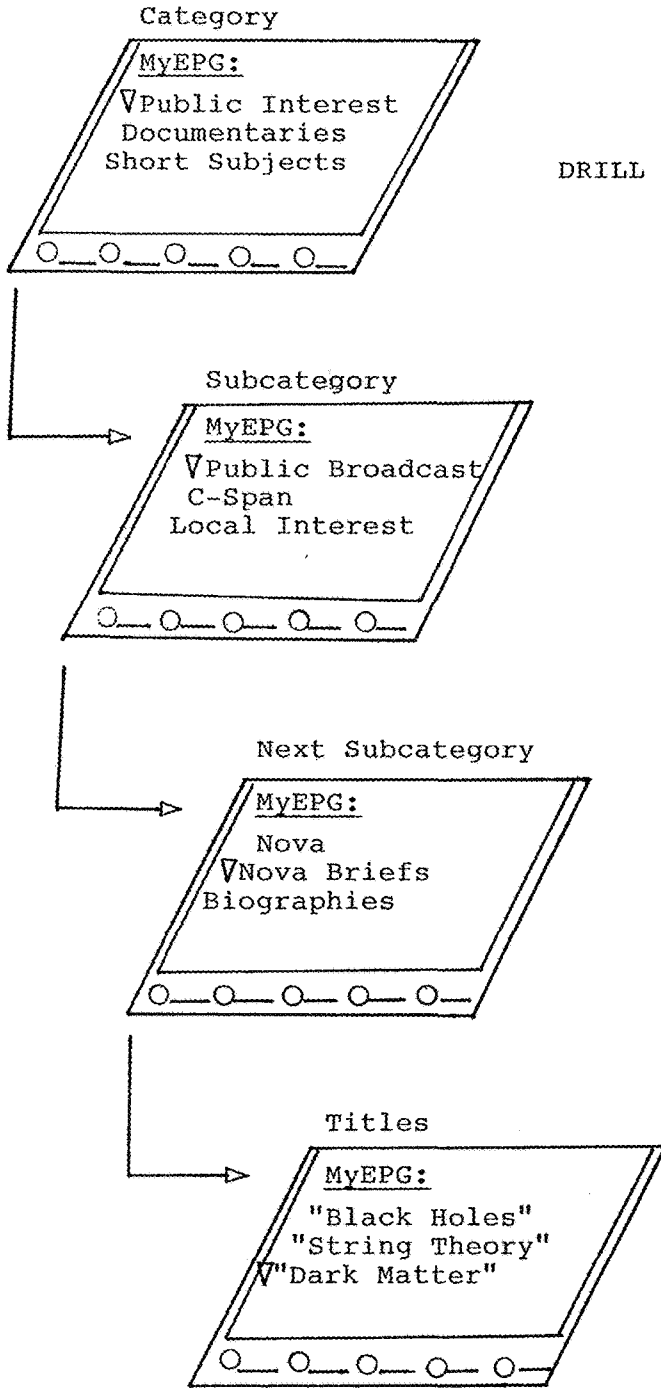 Category
MyEPG:
∇Public Interest
Documentaries
Short Subjects
DRILL
Subcategory
MyEPG:
∇Public Broadcast
C-Span
Local Interest
Next Subcategory
MyEPG:
Nova
∇Nova Briefs
Biographies
Titles
MyEPG:
"Black Holes"
"String Theory"
∇"Dark Matter"